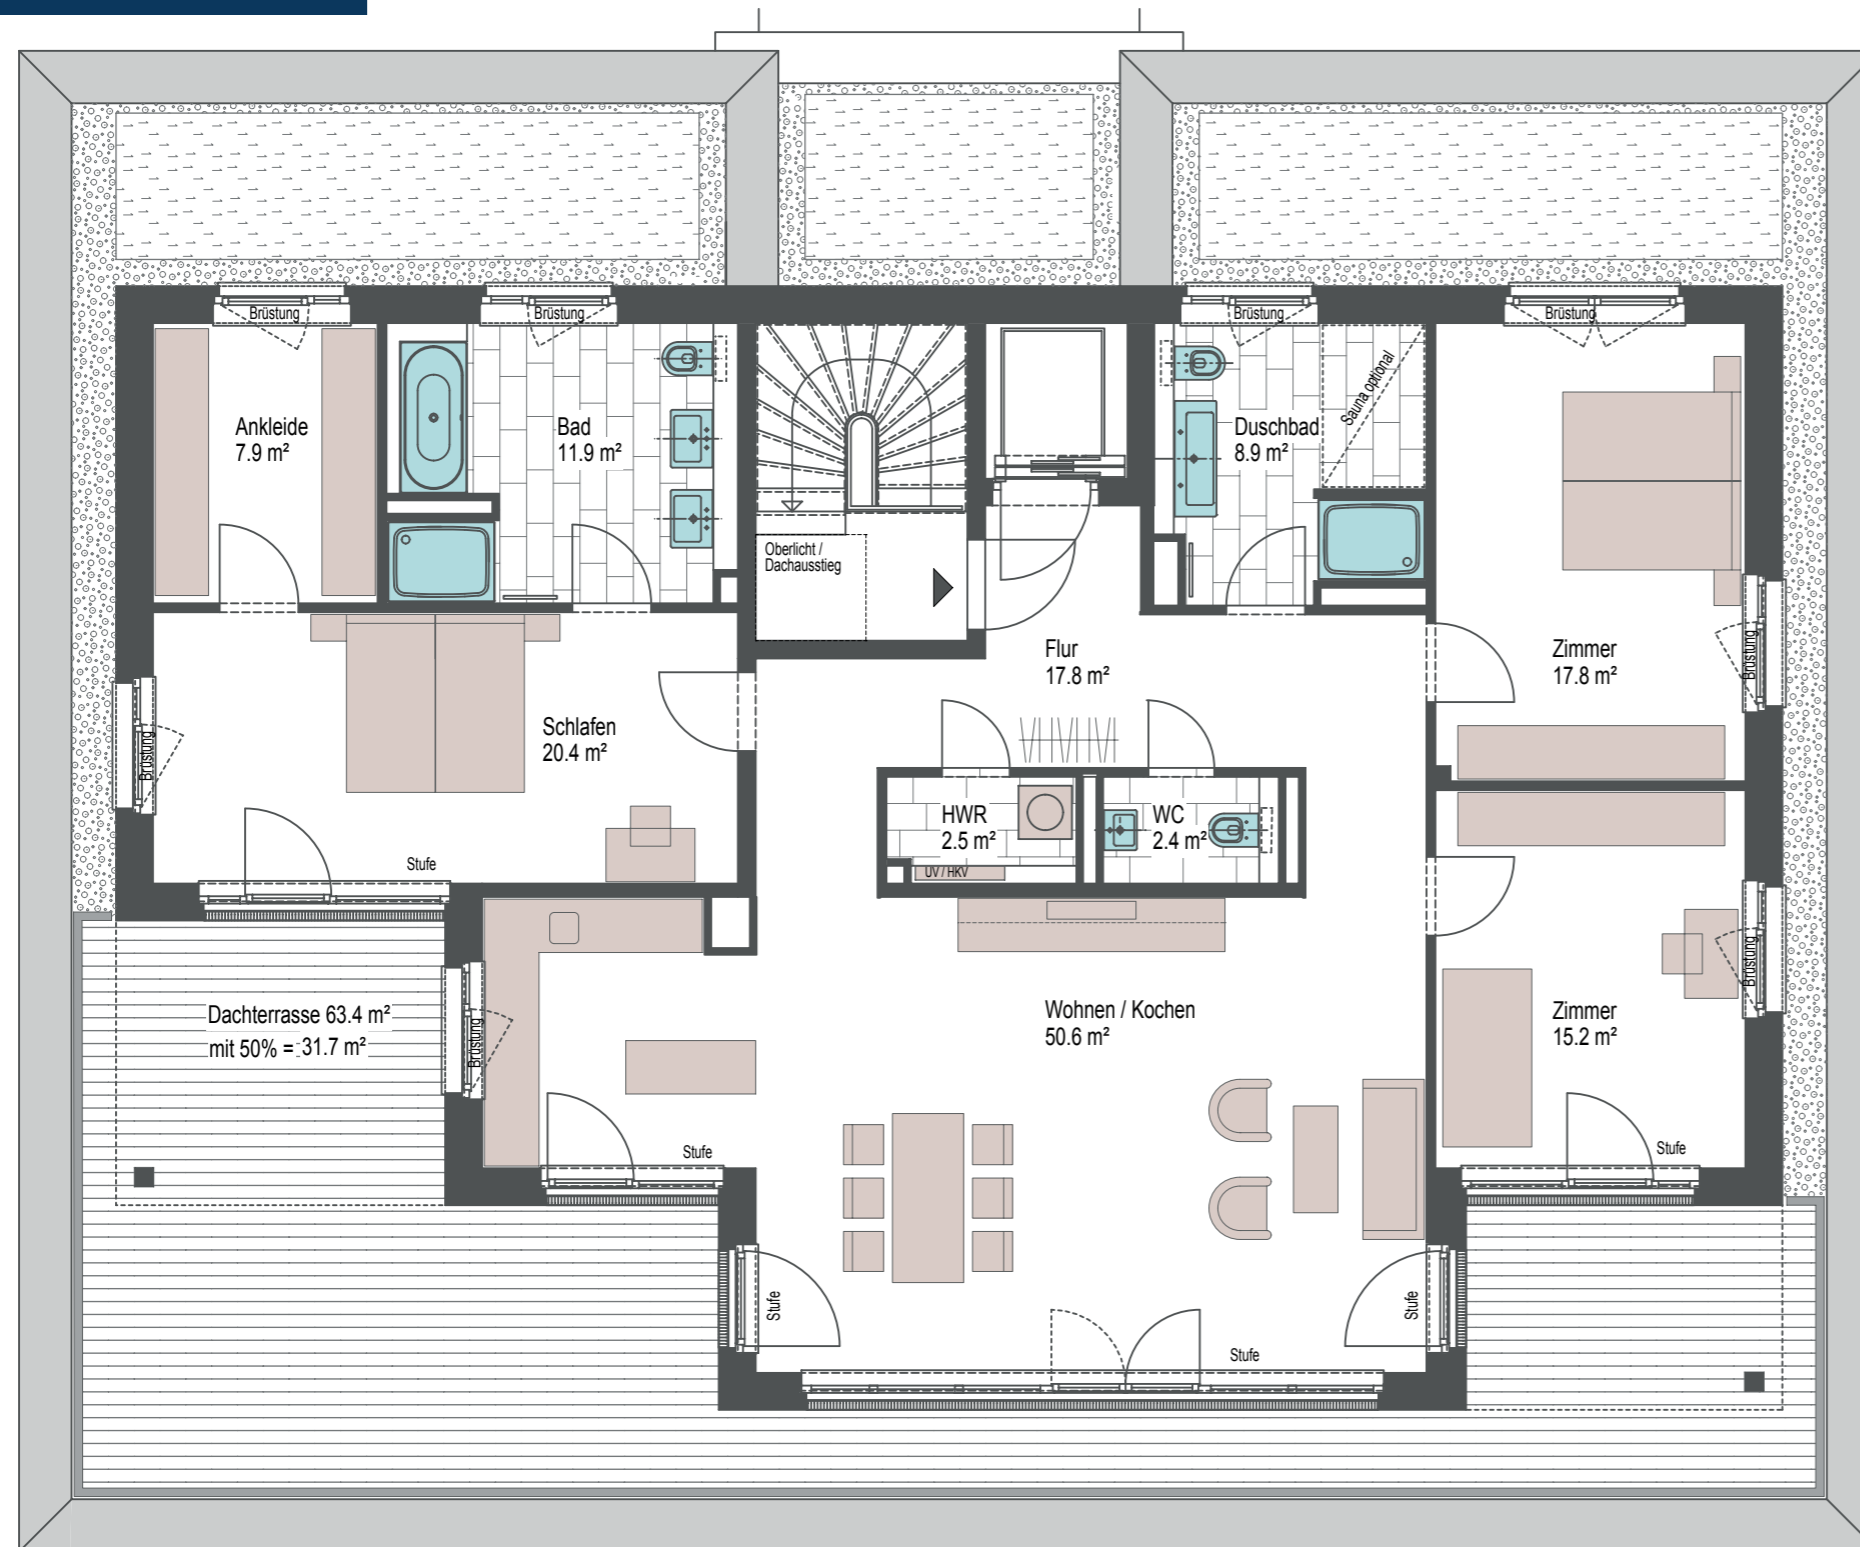 Brüstung
Brüstung
Brüstung
Brüstung
Ankleide
7.9 m²
Bad
11.9 m²
Duschbad
8.9 m²
Sauna optional
Oberlicht /
Dachausstieg
Flur
17.8 m²
Zimmer
17.8 m²
Brüstung
Schlafen
20.4 m²
Brüstung
Stufe
HWR
2.5 m²
UV / HKV
WC
2.4 m²
Dachterrasse 63.4 m²
mit 50% = 31.7 m²
Brüstung
Wohnen / Kochen
50.6 m²
Zimmer
15.2 m²
Brüstung
Stufe
Stufe
Stufe
Stufe
Stufe